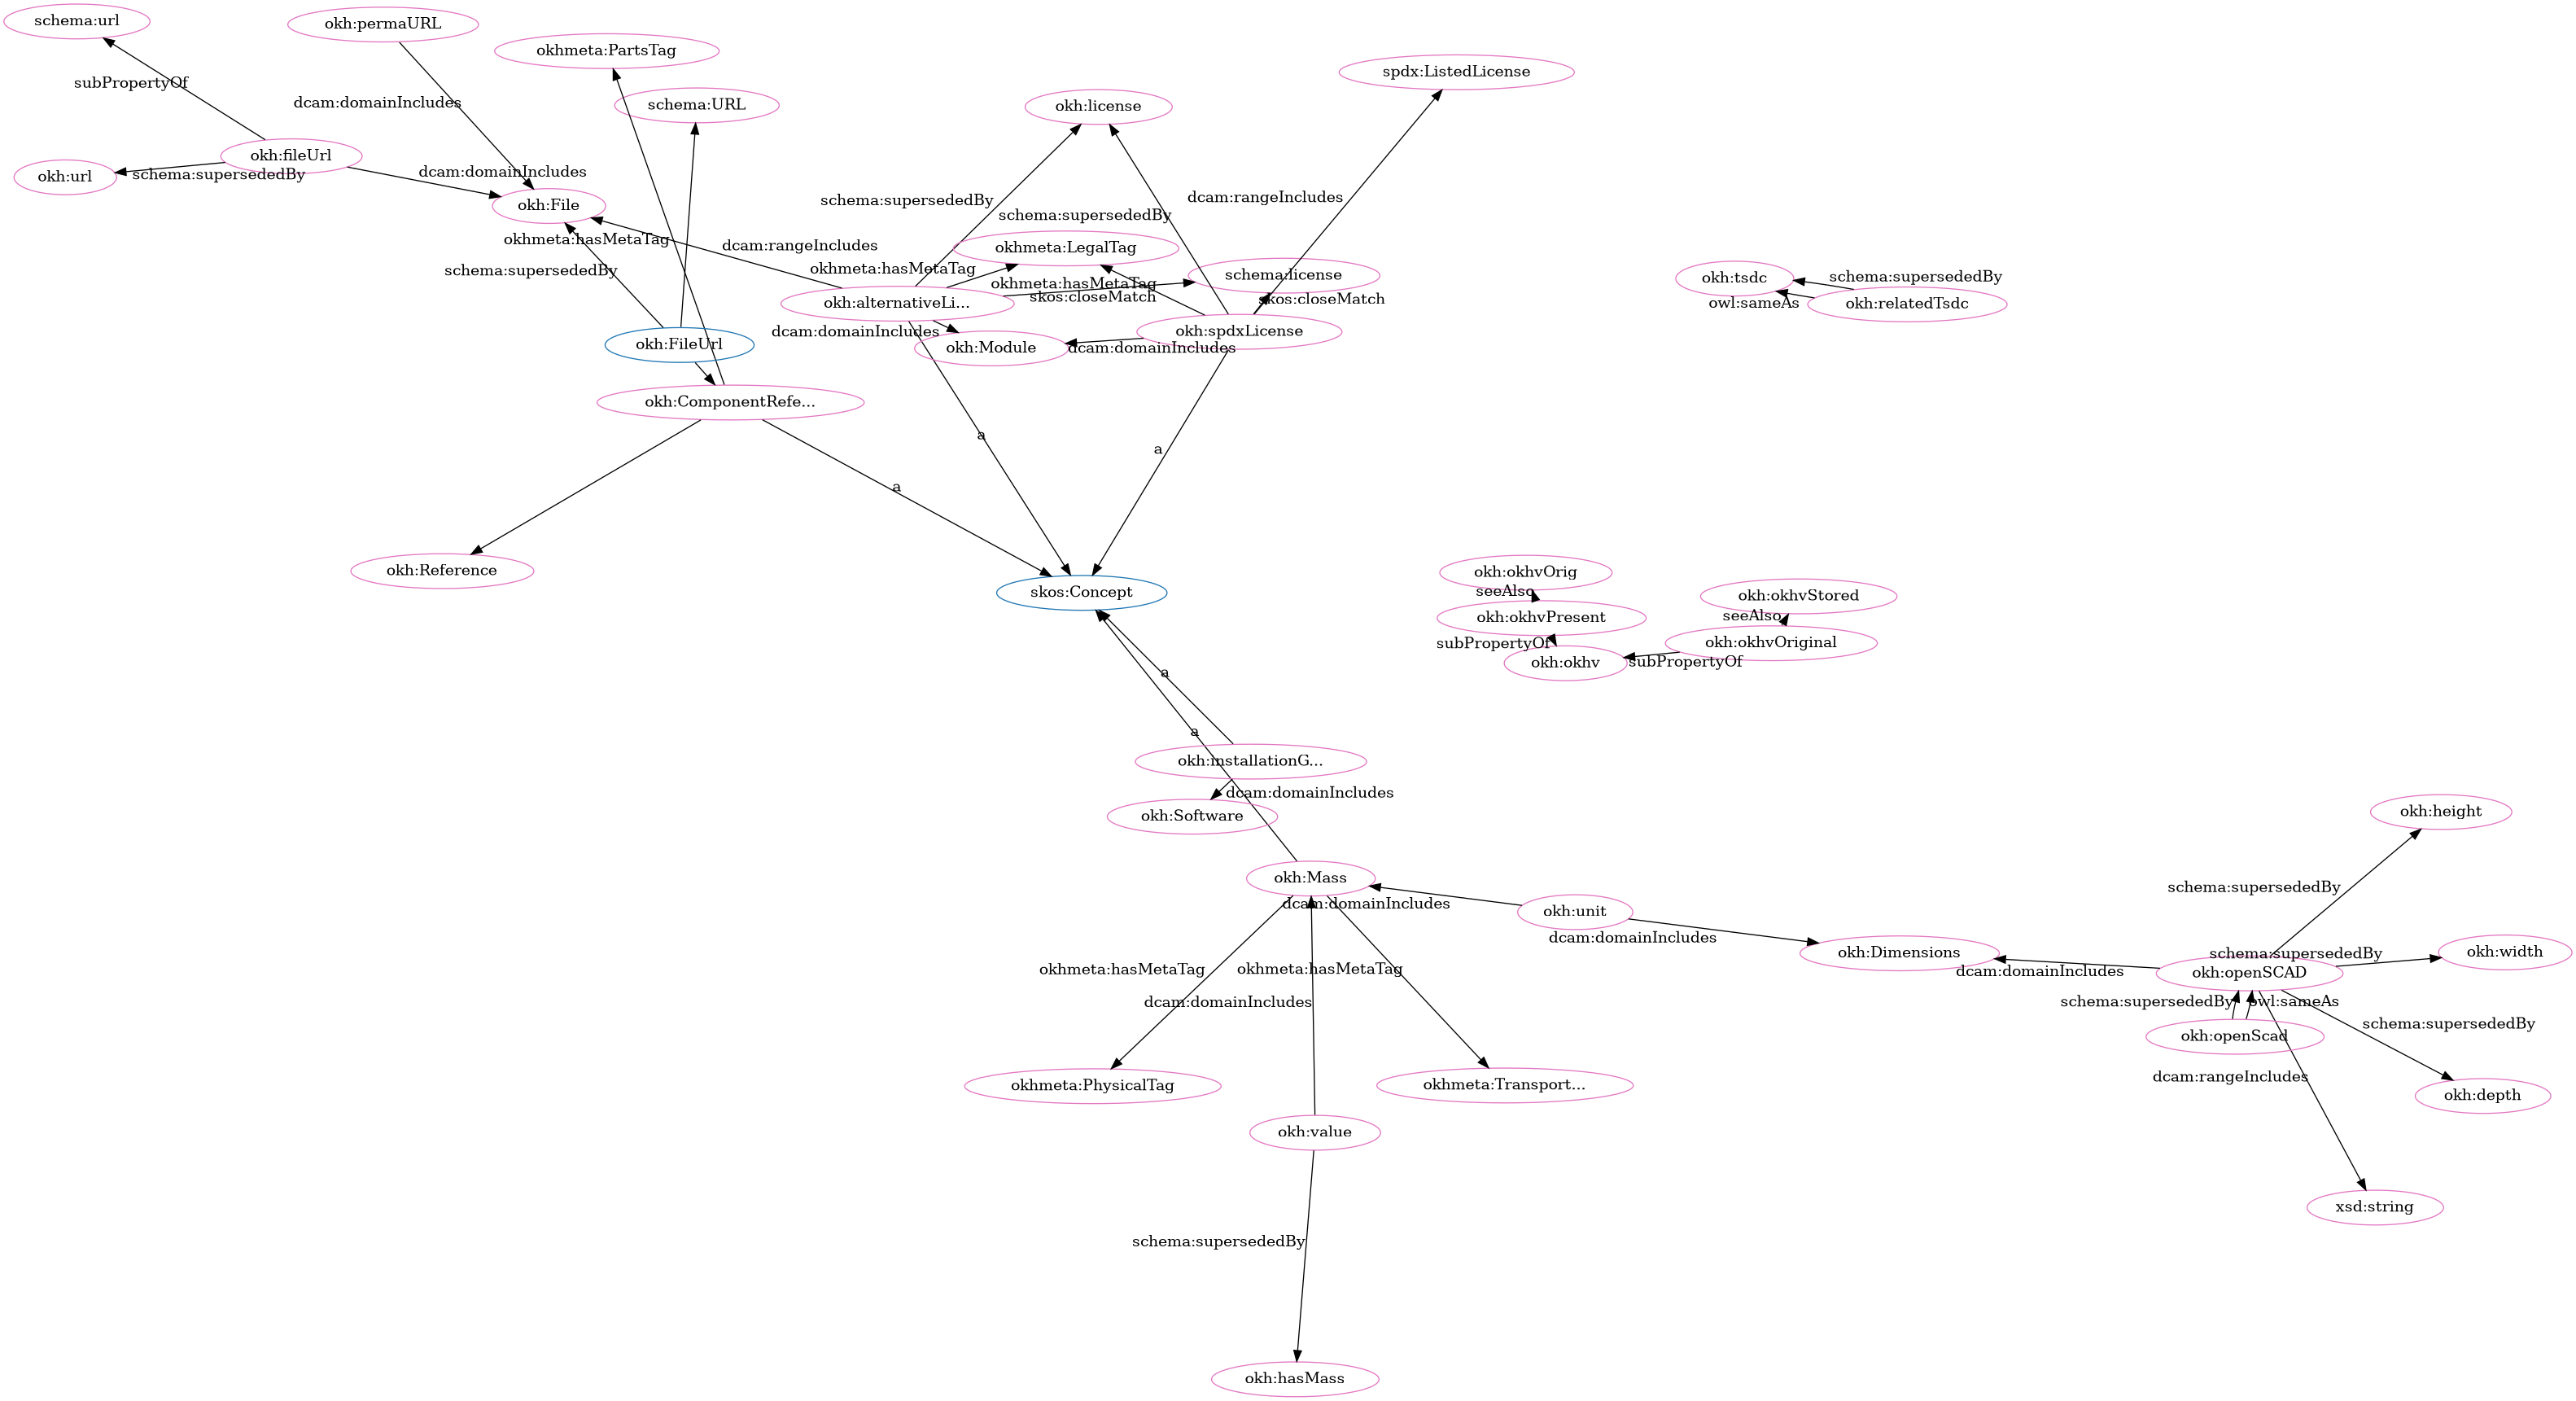 schema:url
okh:permaURL
okhmeta:PartsTag
spdx:ListedLicense
subPropertyOf
dcam:domainIncludes
schema:URL
okh:license
okh:fileUrl
okh:url
schema:supersededBy
dcam:domainIncludes
okh:File
schema:supersededBy
schema:supersededBy
dcam:rangeIncludes
okhmeta:hasMetaTag
dcam:rangeIncludes
okhmeta:LegalTag
schema:supersededBy
okhmeta:hasMetaTag
okhmeta:hasMetaTag
schema:license
skos:closeMatch
skos:closeMatch
okh:tsdc
schema:supersededBy
owl:sameAs
okh:relatedTsdc
okh:alternativeLi...
okh:spdxLicense
dcam:domainIncludes
okh:Module
dcam:domainIncludes
okh:FileUrl
okh:ComponentRefe...
a
a
a
okh:Reference
skos:Concept
okh:okhvOrig
seeAlso
okh:okhvPresent
subPropertyOf
okh:okhv
okh:okhvStored
seeAlso
okh:okhvOriginal
subPropertyOf
a
a
okh:installationG...
dcam:domainIncludes
okh:Software
okh:height
okh:Mass
dcam:domainIncludes
okh:unit
schema:supersededBy
dcam:domainIncludes
okh:Dimensions
schema:supersededBy
okh:width
okh:openSCAD
dcam:domainIncludes
okhmeta:hasMetaTag
okhmeta:hasMetaTag
dcam:domainIncludes
schema:supersededBy
owl:sameAs
okh:openScad
schema:supersededBy
dcam:rangeIncludes
okhmeta:PhysicalTag
okhmeta:Transport...
okh:depth
okh:value
xsd:string
schema:supersededBy
okh:hasMass